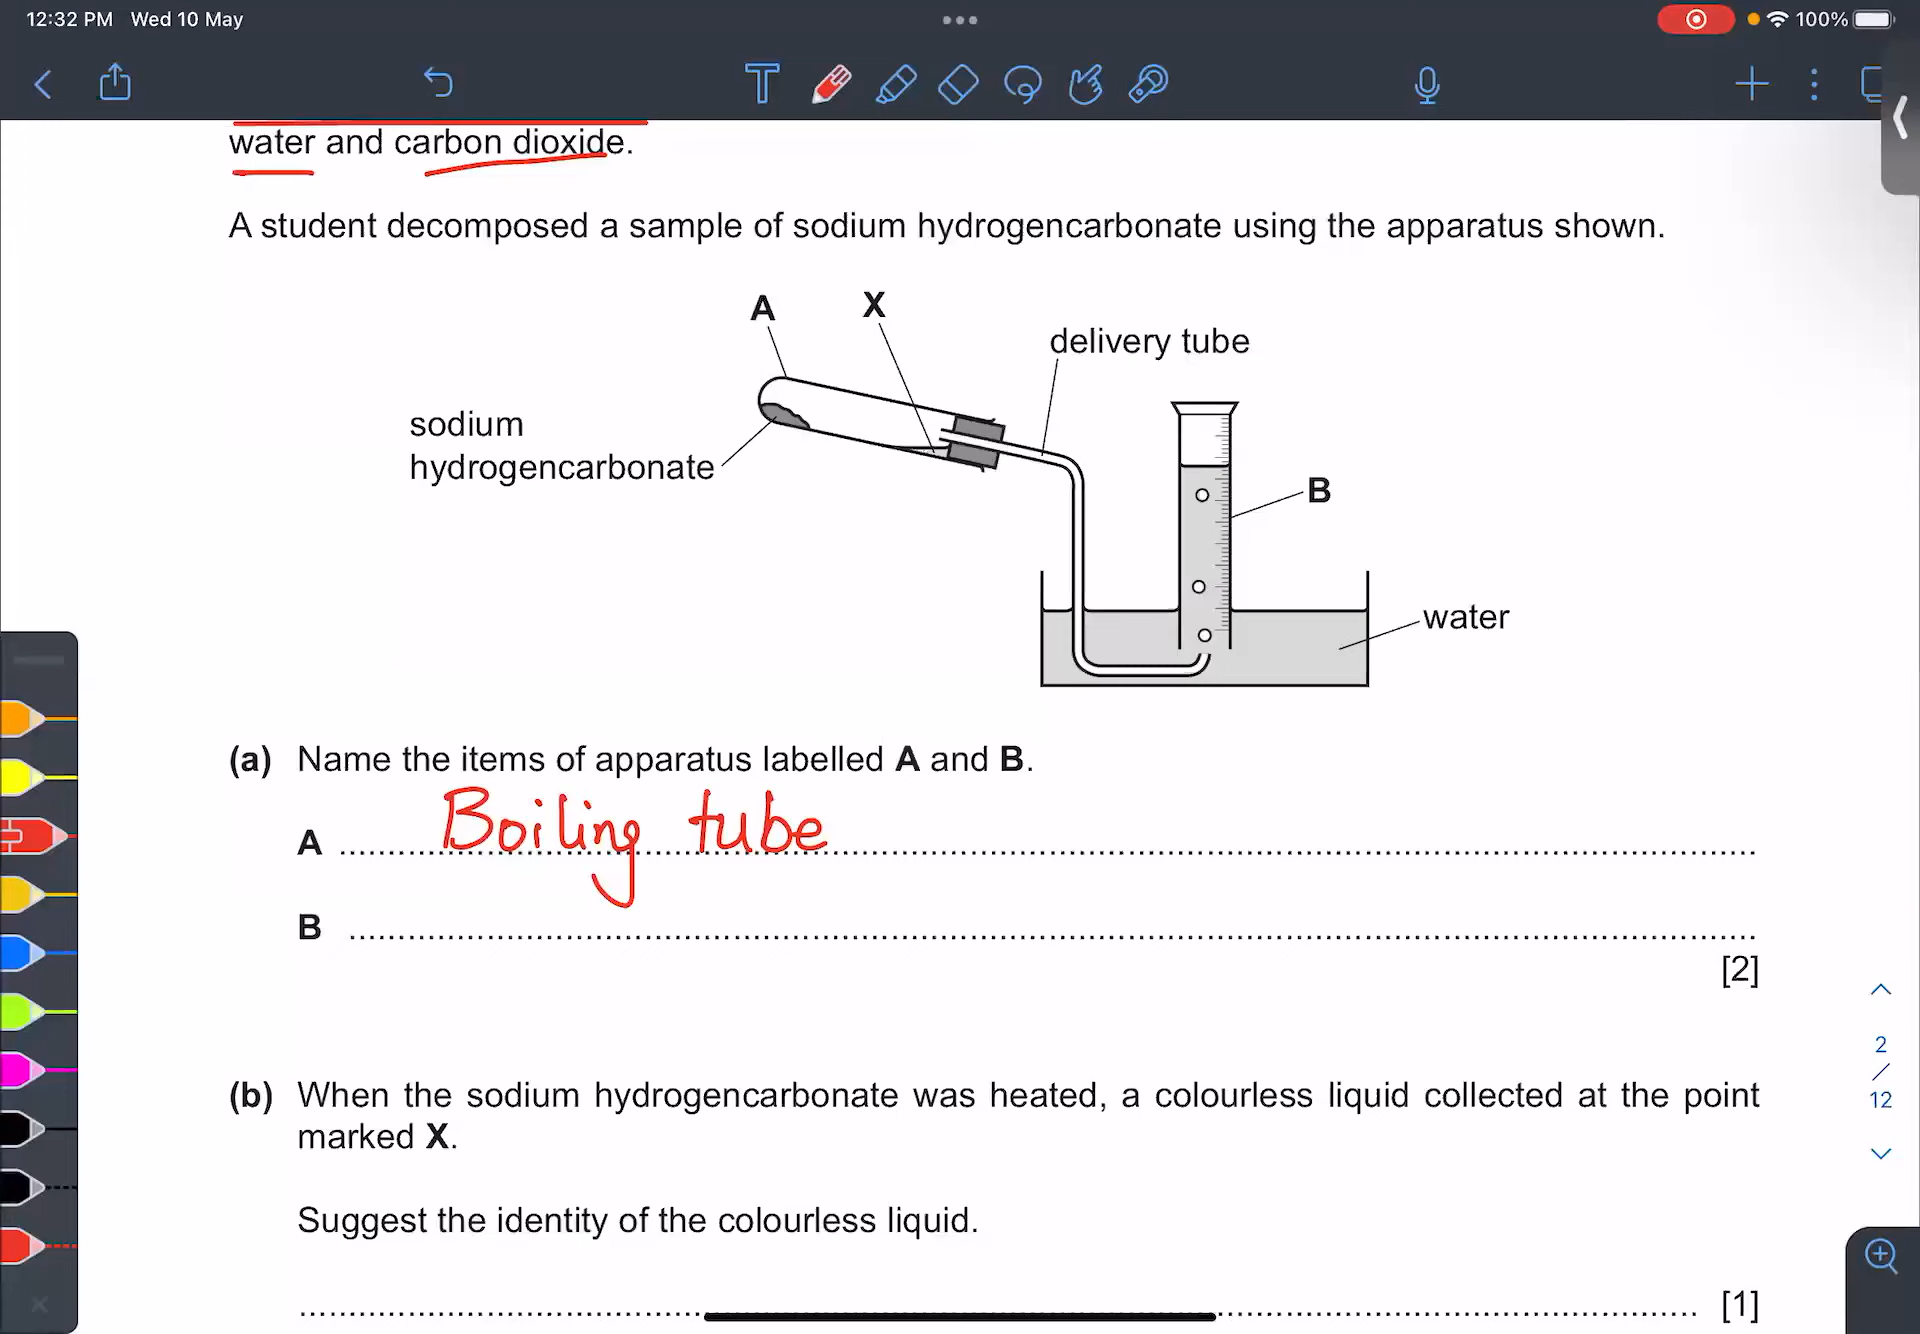 12:32 PM Wed 10 May
100%
water and carbon dioxide.
A student decomposed a sample of sodium hydrogencarbonate using the apparatus shown.
A
X
delivery tube
sodium
hydrogencarbonate
B
water
(a) Name the items of apparatus labelled A and B.
A Boiling tube
B
[2]
(b) When the sodium hydrogencarbonate was heated, a colourless liquid collected at the point
marked X.
Suggest the identity of the colourless liquid.
[1]
2
/
12